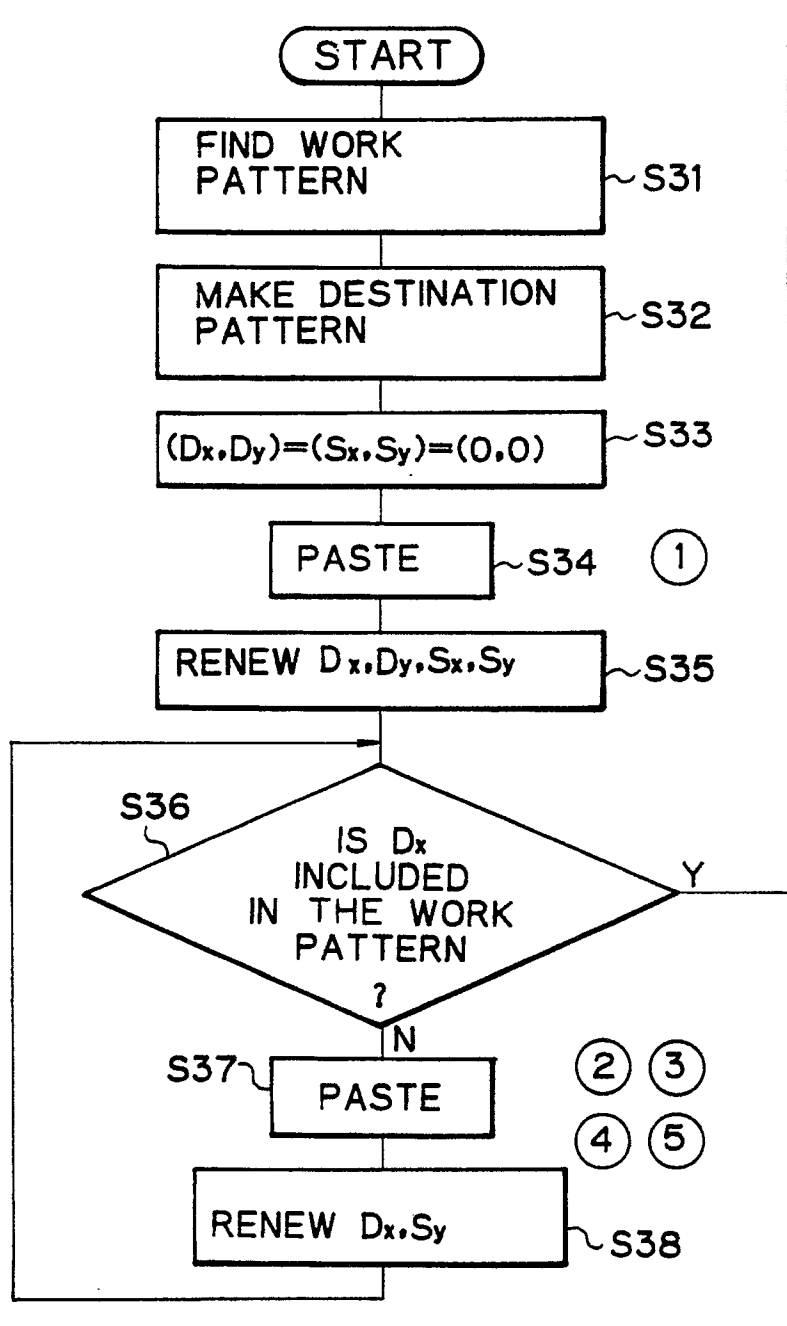 START
FIND WORK
PATTERN
S31
MAKE DESTINATION
PATTERN
S32
(Dx,Dy)=(Sx,Sy)=(0,0)
S33
PASTE
S34
1
RENEW Dx,Dy,Sx,Sy
S35
S36
IS Dx
INCLUDED
IN THE WORK
PATTERN
?
Y
N
S37
PASTE
2 3
4 5
RENEW Dx,Sy
S38